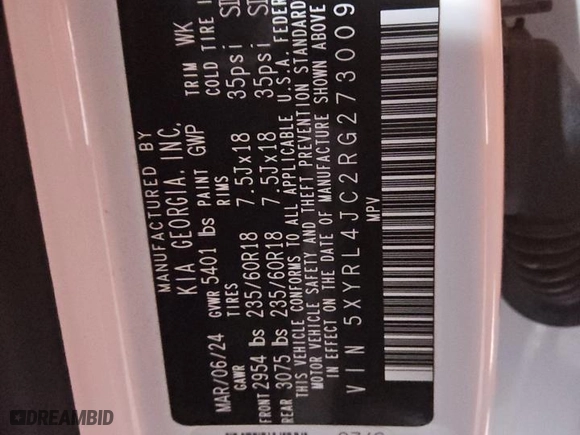 MANUFACTURED BY
KIA GEORGIA, INC.
MAR/06/24 GVWR 5401 lbs PAINT GWP TRIM WK
GAWR TIRES RIMS COLD TIRE
FRONT 2954 lbs 235/60R18 7.5Jx18 35psi
REAR 3075 lbs 235/60R18 7.5Jx18 35psi
THIS VEHICLE CONFORMS TO ALL APPLICABLE U.S.A. FEDER
MOTOR VEHICLE SAFETY AND THEFT PREVENTION STANDARD
IN EFFECT ON THE DATE OF MANUFACTURE SHOWN ABOVE
VIN 5XYRL4JC2RG273009
MPV
DREAMBID